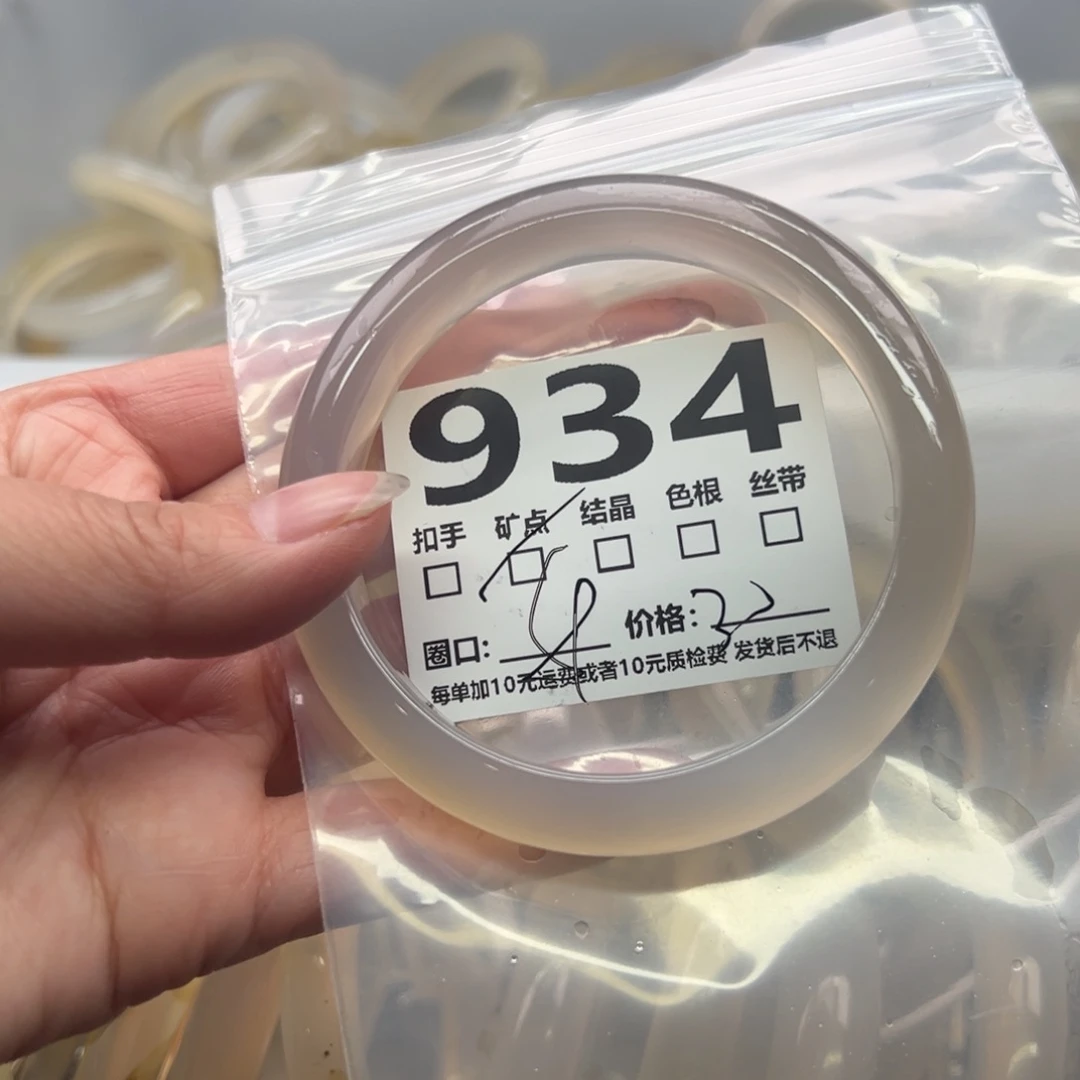 934
扣手 矿点 结晶 色根 丝带
圈口: 价格:
每单加10元运费或者10元质检费 发货后不退